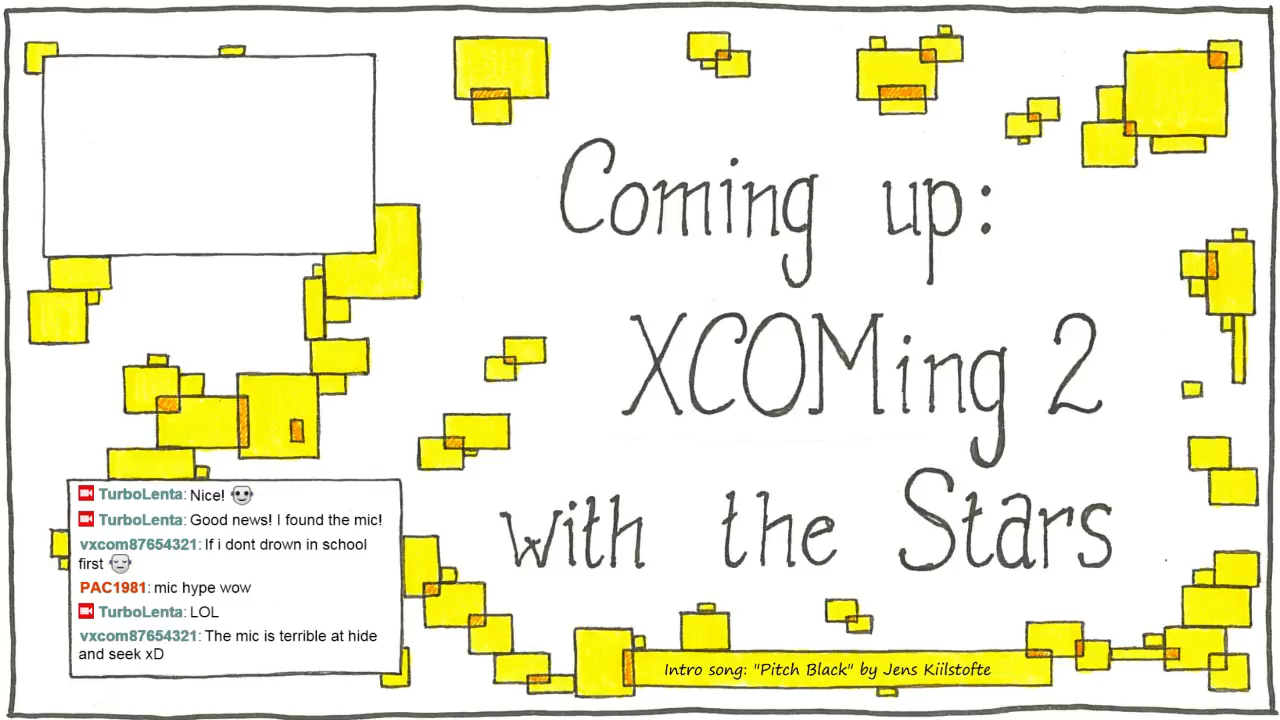 Coming up:
XCOMing 2
with the Stars
TurboLenta: Nice!
TurboLenta: Good news! I found the mic!
vxcom87654321: If i dont drown in school
first
PAC1981: mic hype wow
TurboLenta: LOL
vxcom87654321: The mic is terrible at hide
and seek xD
Intro song: "Pitch Black" by Jens Kiilstofte